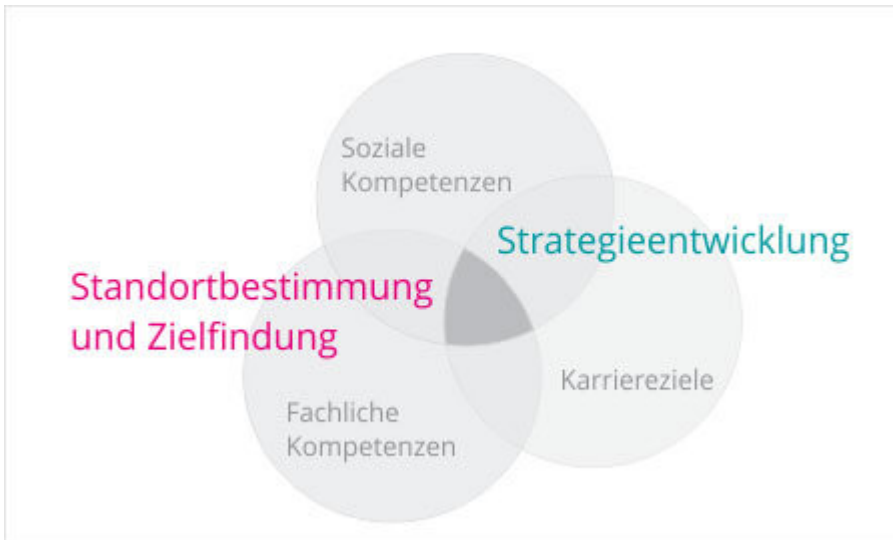 Soziale
Kompetenzen
Strategieentwicklung
Standortbestimmung
und Zielfindung
Karriereziele
Fachliche
Kompetenzen